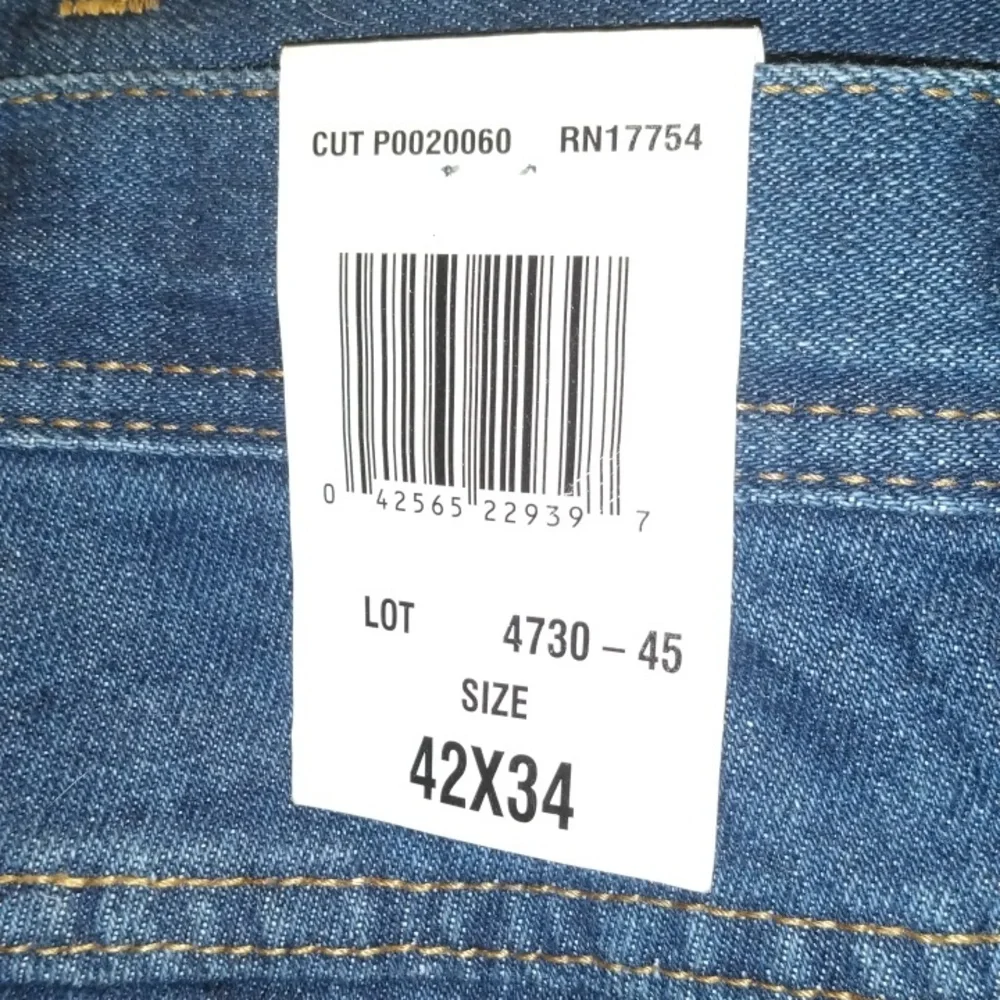 CUT P0020060 RN17754
0 42565 22939 7
LOT 4730 – 45
SIZE
42X34